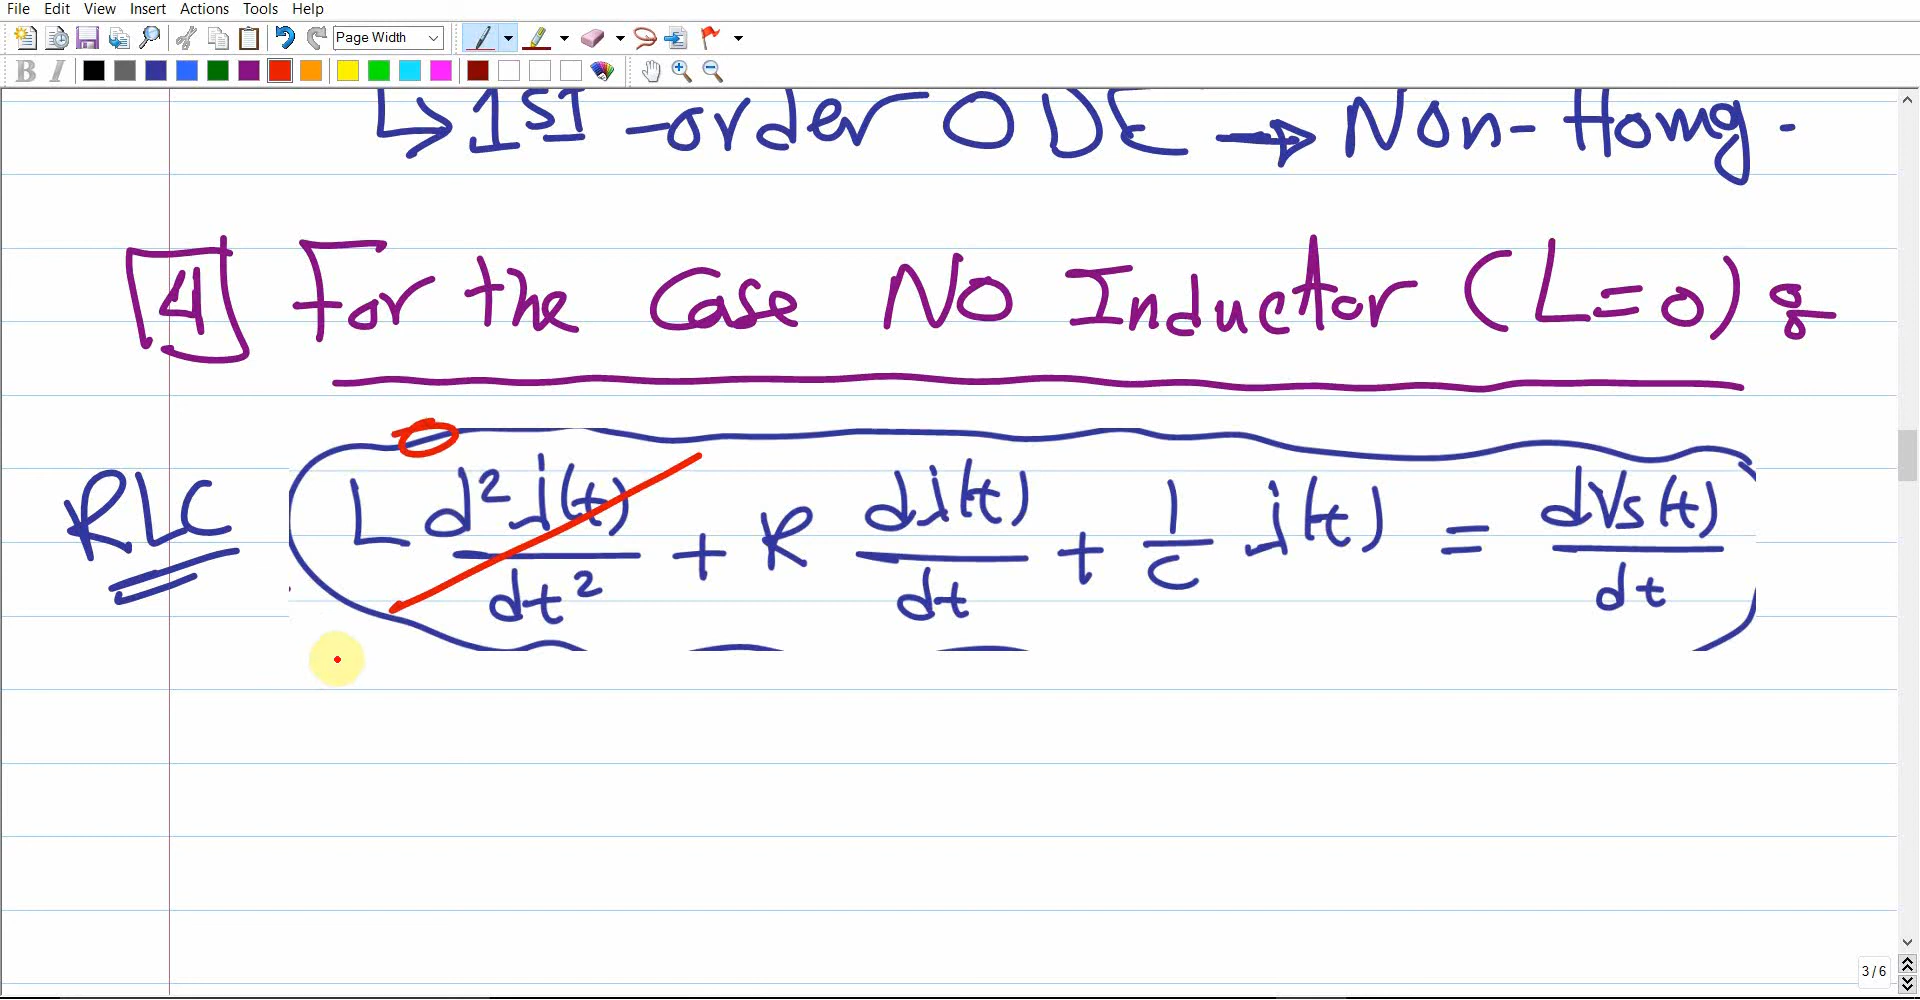 File Edit View Insert Actions Tools Help
Page Width
B I
↳ 1ST -order ODE → Non-Homg.
4 For the Case NO Inductor (L=0) :
0
RLC L d²i(t)/dt² + R di(t)/dt + 1/C i(t) = dVs(t)/dt
3 / 6